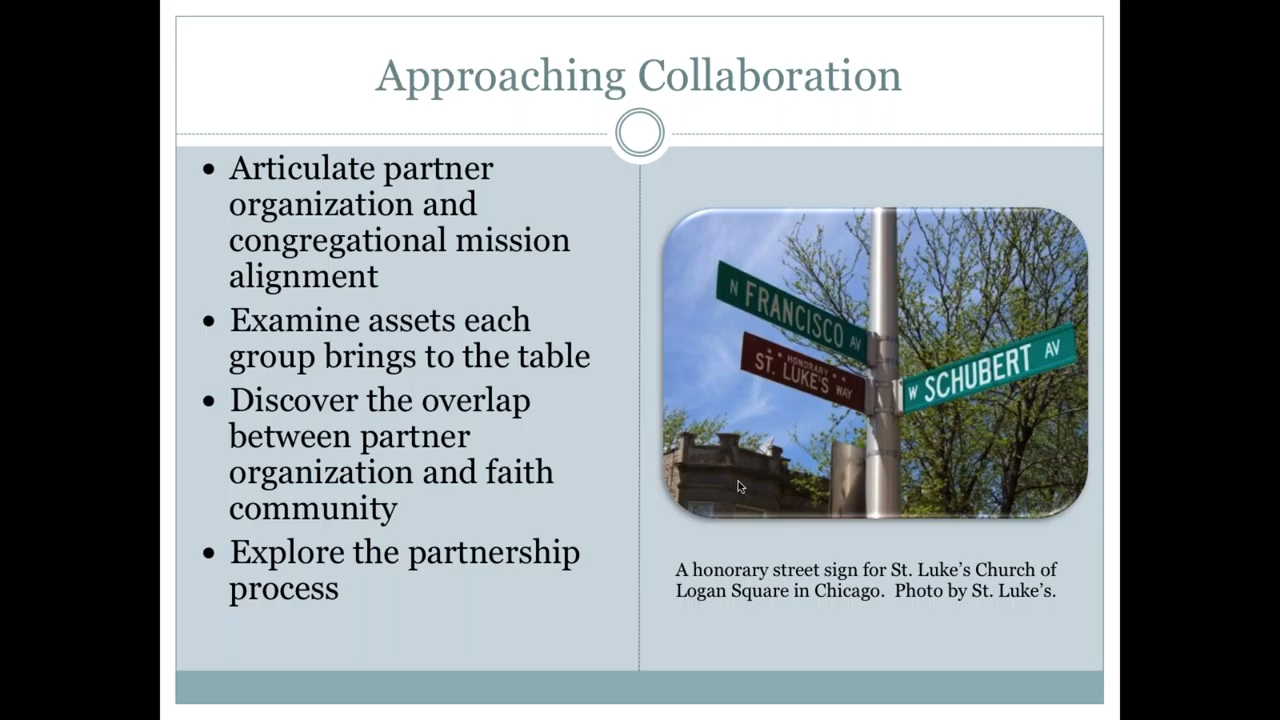 Approaching Collaboration
• Articulate partner
organization and
congregational mission
alignment
• Examine assets each
group brings to the table
• Discover the overlap
between partner
organization and faith
community
• Explore the partnership
process
N FRANCISCO AV
HONORARY
ST. LUKE'S WAY
W SCHUBERT AV
A honorary street sign for St. Luke's Church of
Logan Square in Chicago.  Photo by St. Luke's.